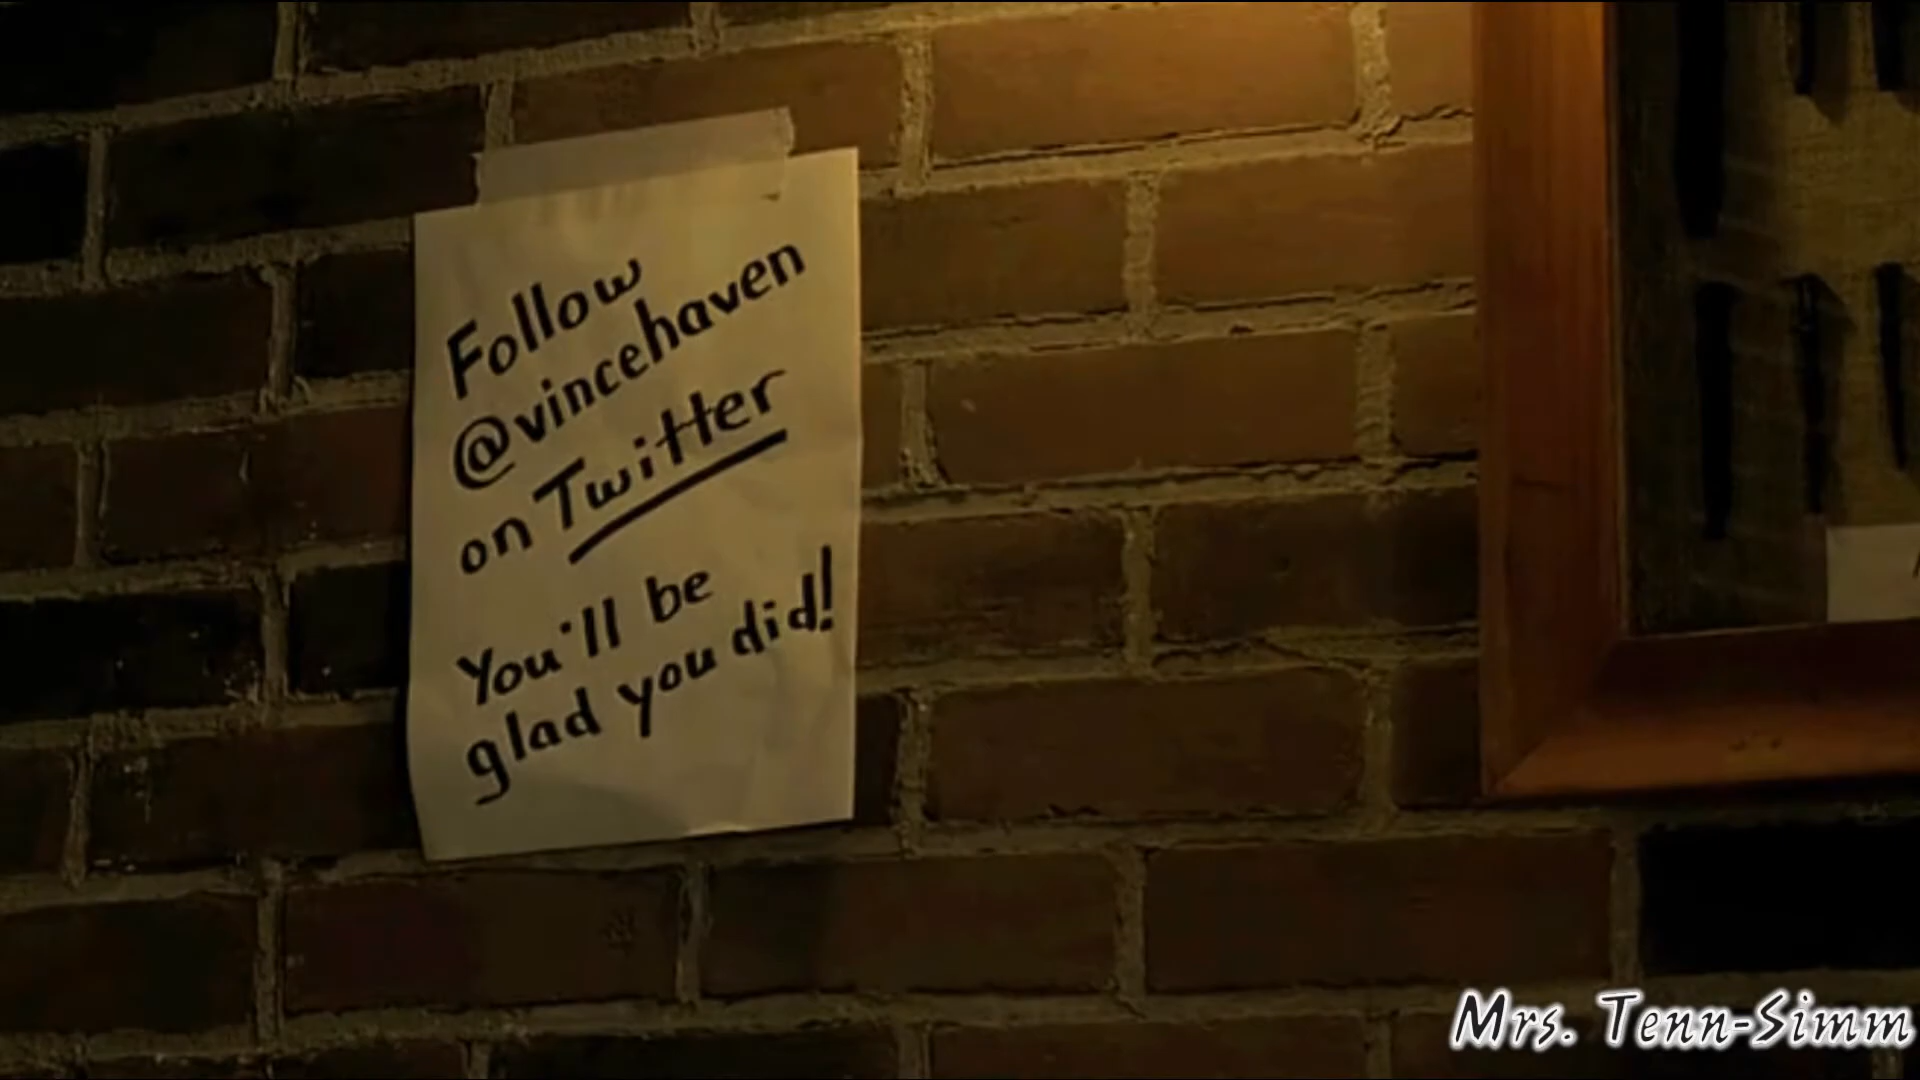 Follow
@vincehaven
on Twitter
You'll be
glad you did!
Mrs. Tenn-Simm